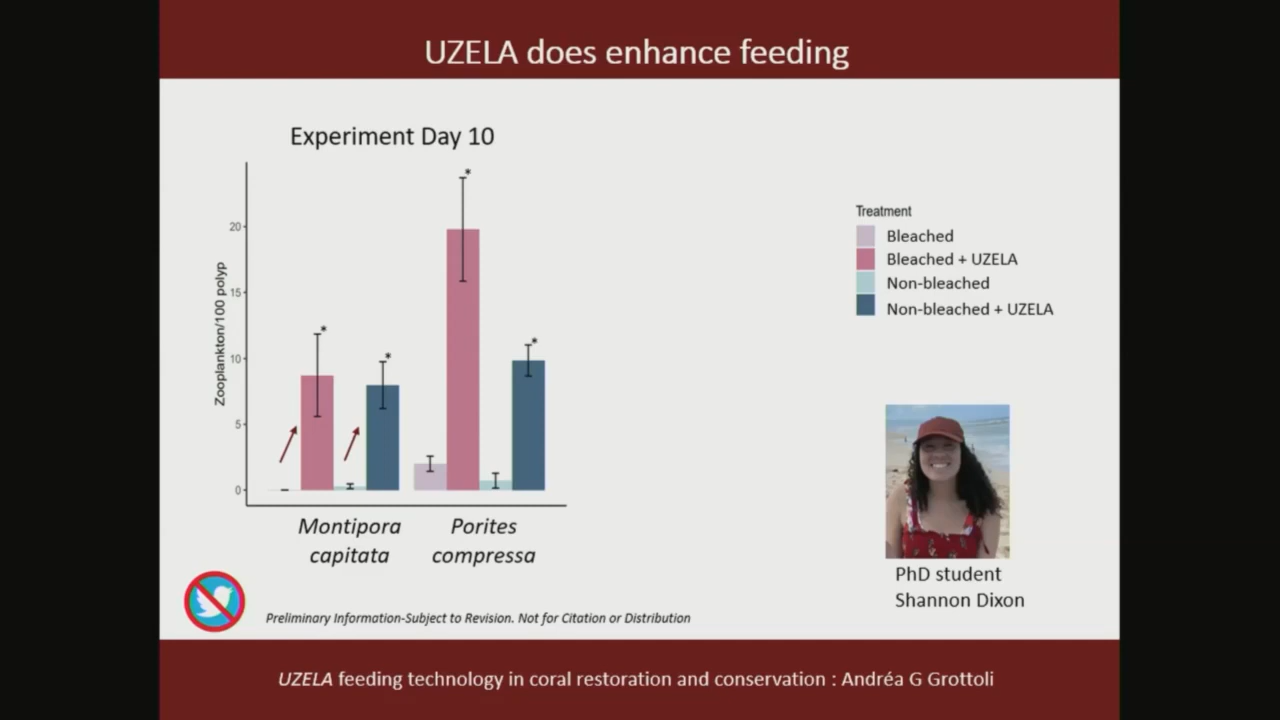 UZELA does enhance feeding
Experiment Day 10
*
*
*
*
20
15
10
5
0
Zooplankton/100 polyp
Montipora
capitata
Porites
compressa
Treatment
Bleached
Bleached + UZELA
Non-bleached
Non-bleached + UZELA
PhD student
Shannon Dixon
Preliminary Information-Subject to Revision. Not for Citation or Distribution
UZELA feeding technology in coral restoration and conservation : Andréa G Grottoli